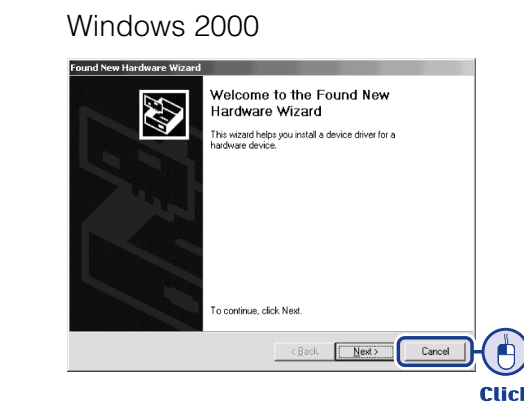 Windows 2000
Found New Hardware Wizard
Welcome to the Found New
Hardware Wizard
This wizard helps you install a device driver for a
hardware device.
To continue, click Next.
< Back Next > Cancel
Click